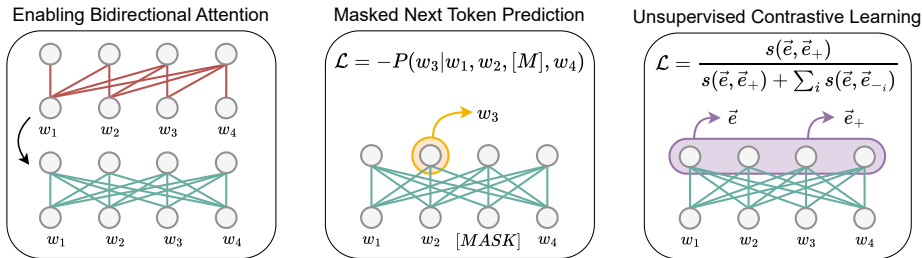 Enabling Bidirectional Attention
w₁ w₂ w₃ w₄
w₁ w₂ w₃ w₄
Masked Next Token Prediction
ℒ = −P(w₃|w₁, w₂, [M], w₄)
w₃
w₁ w₂ [MASK] w₄
Unsupervised Contrastive Learning
ℒ = s(e⃗, e⃗₊) / s(e⃗, e⃗₊) + ∑ᵢ s(e⃗, e⃗₋ᵢ)
e⃗ e⃗₊
w₁ w₂ w₃ w₄